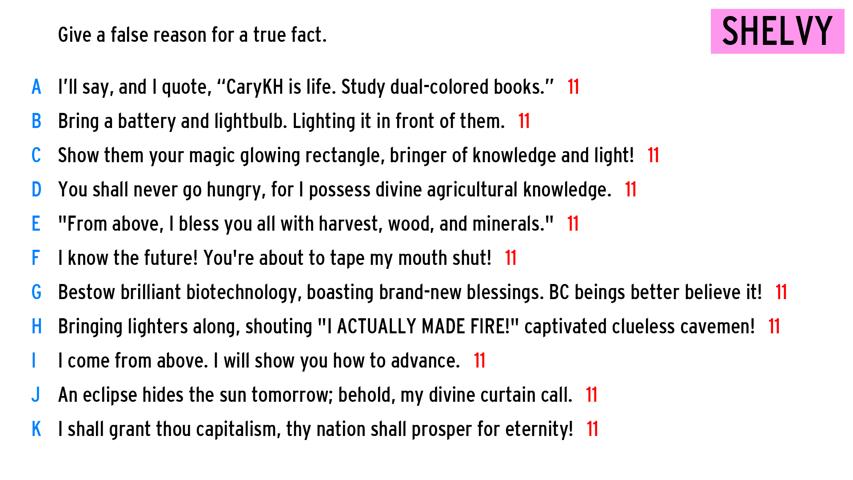 Give a false reason for a true fact.
SHELVY
A I'll say, and I quote, “CaryKH is life. Study dual-colored books.” 11
B Bring a battery and lightbulb. Lighting it in front of them. 11
C Show them your magic glowing rectangle, bringer of knowledge and light! 11
D You shall never go hungry, for I possess divine agricultural knowledge. 11
E "From above, I bless you all with harvest, wood, and minerals." 11
F I know the future! You're about to tape my mouth shut! 11
G Bestow brilliant biotechnology, boasting brand-new blessings. BC beings better believe it! 11
H Bringing lighters along, shouting "I ACTUALLY MADE FIRE!" captivated clueless cavemen! 11
I I come from above. I will show you how to advance. 11
J An eclipse hides the sun tomorrow; behold, my divine curtain call. 11
K I shall grant thou capitalism, thy nation shall prosper for eternity! 11